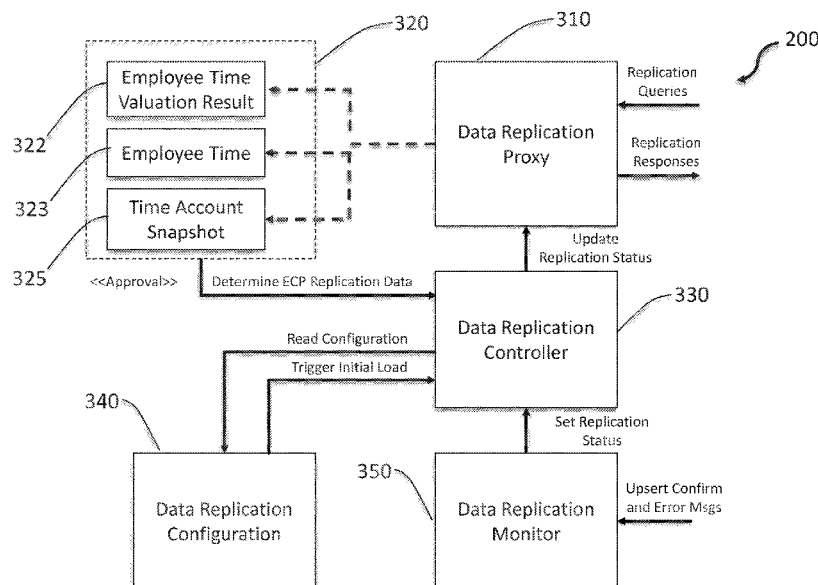 320
310
200
Employee Time
Valuation Result
322
Employee Time
323
Time Account
Snapshot
325
Data Replication
Proxy
Replication
Queries
Replication
Responses
Update
Replication Status
<<Approval>>
Determine ECP Replication Data
330
Data Replication
Controller
Read Configuration
Trigger Initial Load
340
Set Replication
Status
350
Data Replication
Configuration
Data Replication
Monitor
Upsert Confirm
and Error Msgs